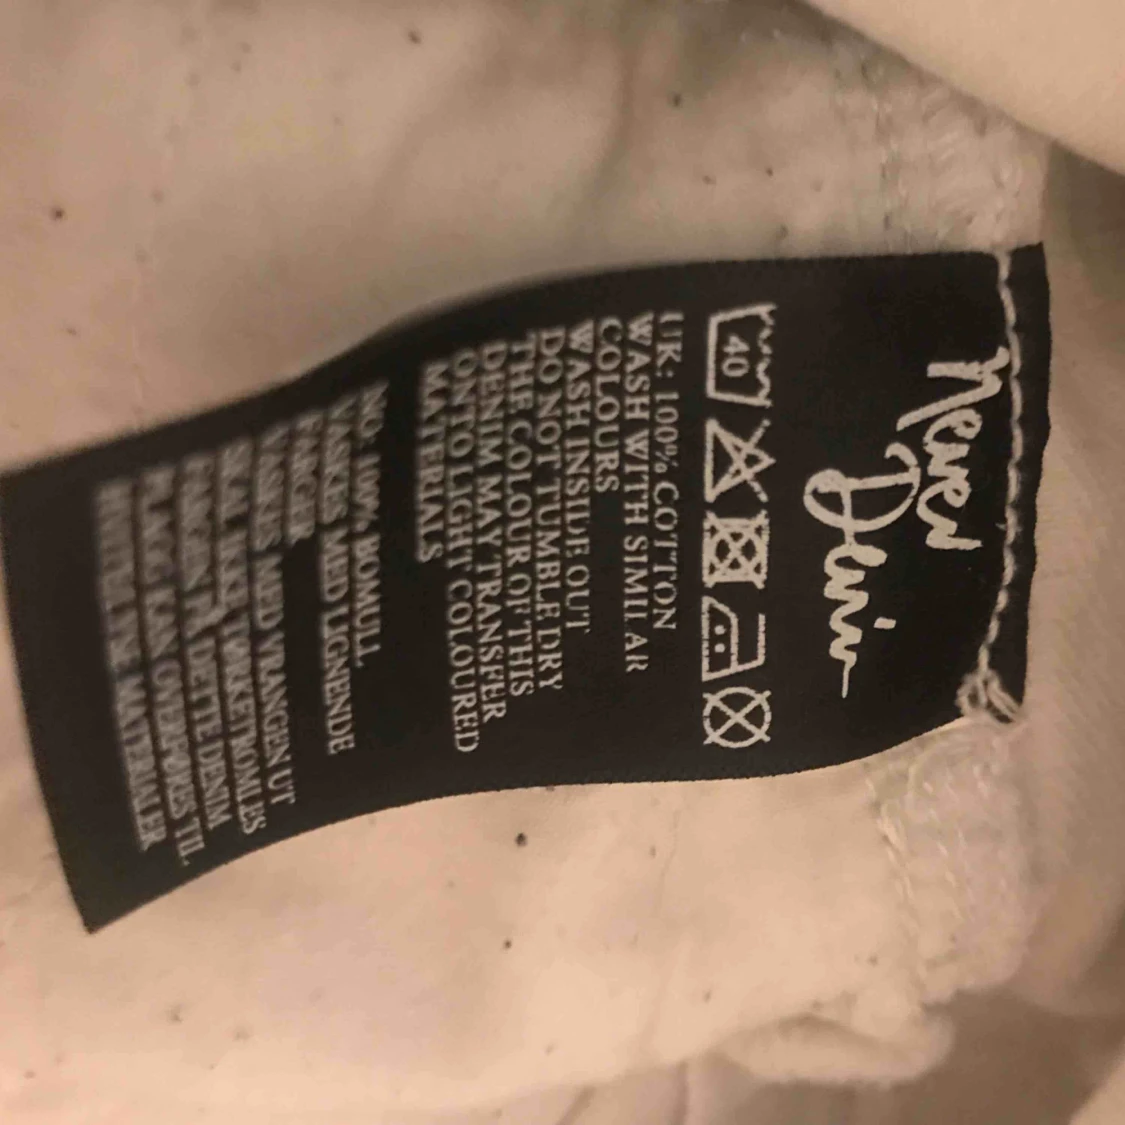 Never
Denim
40
UK: 100% COTTON
WASH WITH SIMILAR
COLOURS
WASH INSIDE OUT
DO NOT TUMBLE DRY
THE COLOUR OF THIS
DENIM MAY TRANSFER
ONTO LIGHT COLOURED
MATERIALS
NO: 100% BOMULL
VASKES MED LIGNENDE
FARGER
VASKES MED VRANGEN UT
SKAL IKKE TØRKETROMLES
FARGEN PÅ DETTE DENIM
PLAGG KAN OVERFØRES TIL
MATERIALER